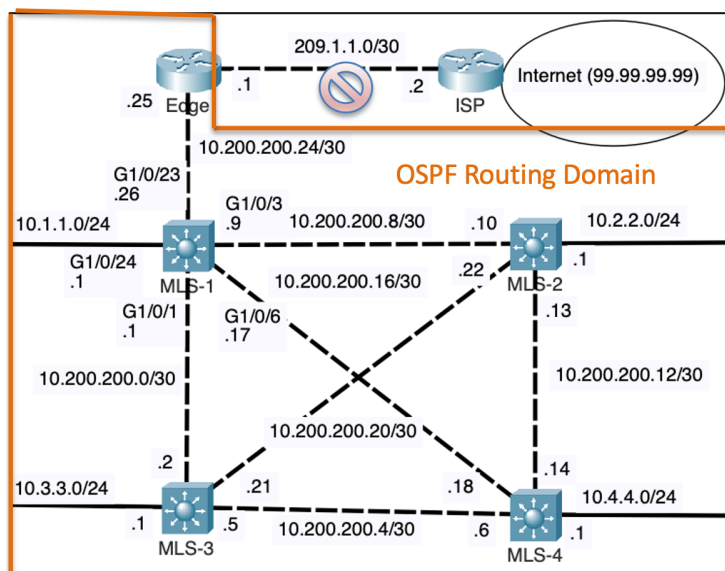 209.1.1.0/30
.1
.2
Internet (99.99.99.99)
.25
Edge
ISP
10.200.200.24/30
OSPF Routing Domain
G1/0/23
.26
G1/0/3
.9
10.1.1.0/24
10.200.200.8/30
.10
10.2.2.0/24
G1/0/24
.1
MLS-1
10.200.200.16/30
.22
MLS-2
.1
G1/0/1
.1
G1/0/6
.17
.13
10.200.200.0/30
10.200.200.12/30
10.200.200.20/30
.2
.14
10.3.3.0/24
.21
.18
10.4.4.0/24
.1
MLS-3
.5
10.200.200.4/30
.6
MLS-4
.1